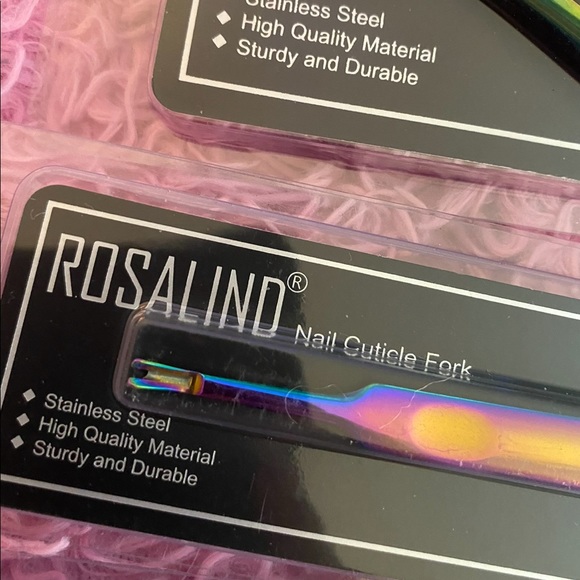 Stainless Steel
High Quality Material
Sturdy and Durable
ROSALIND®
Nail Cuticle Fork
Stainless Steel
High Quality Material
Sturdy and Durable